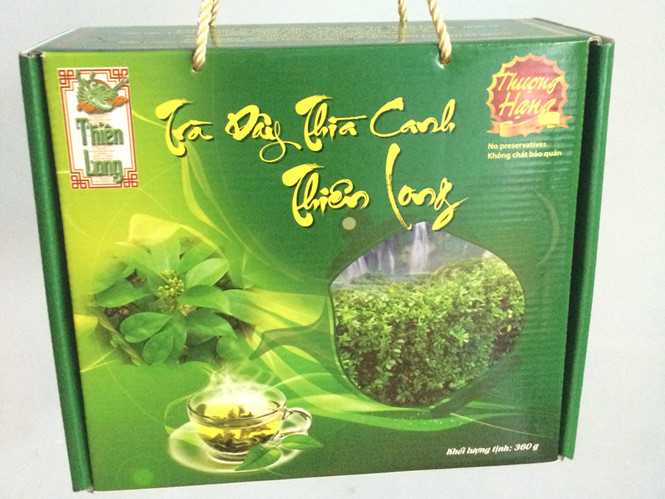 Thiên
Long
Trà Dây Thìa Canh
Thiên Long
Thượng
Hạng
No preservatives
Không chất bảo quản
Khối lượng tịnh: 360 g